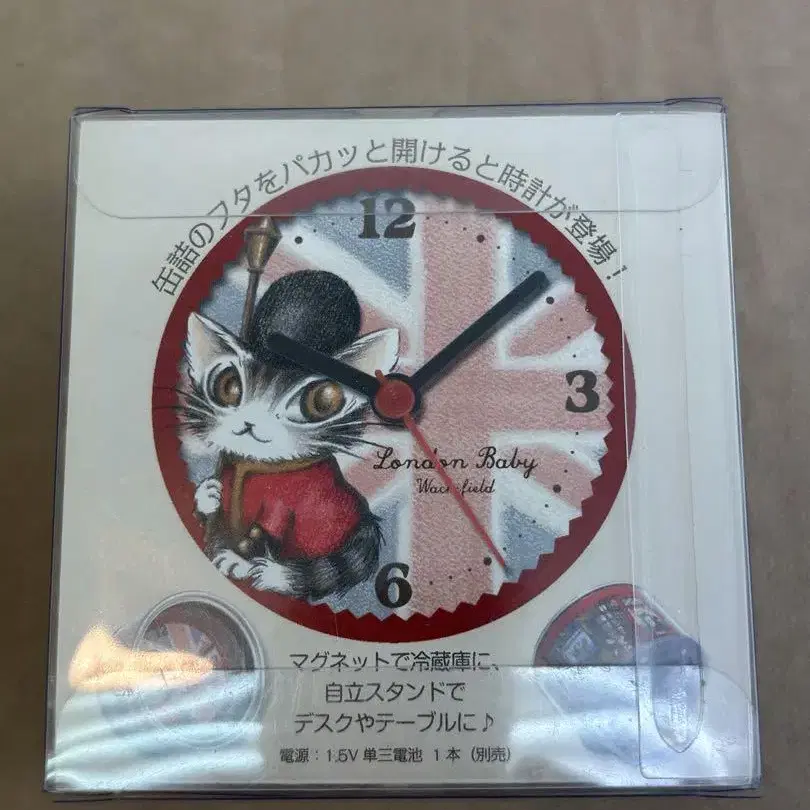 缶詰のフタをパカッと開けると時計が登場！
12
3
6
London Baby
マグネットで冷蔵庫に、
自立スタンドで
デスクやテーブルに♪
電源：1.5V 単三電池 1本（別売）